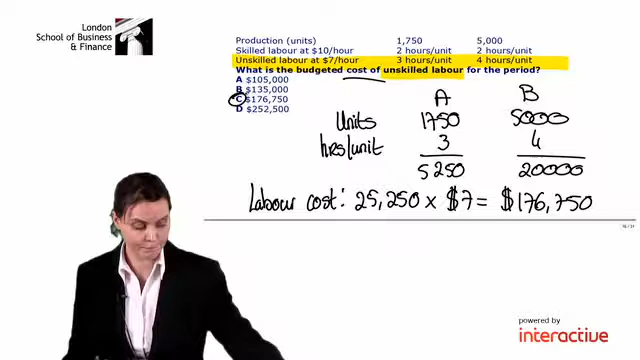 London
School of Business
& Finance
Production (units) 1,750 5,000
Skilled labour at $10/hour 2 hours/unit 2 hours/unit
Unskilled labour at $7/hour 3 hours/unit 4 hours/unit
What is the budgeted cost of unskilled labour for the period?
A $105,000
B $135,000
C $176,750
D $252,500
A B
Units 1750 5000
hrs/unit 3 4
5250 20000
Labour cost: 25,250 × $7 = $176,750
powered by
interactive